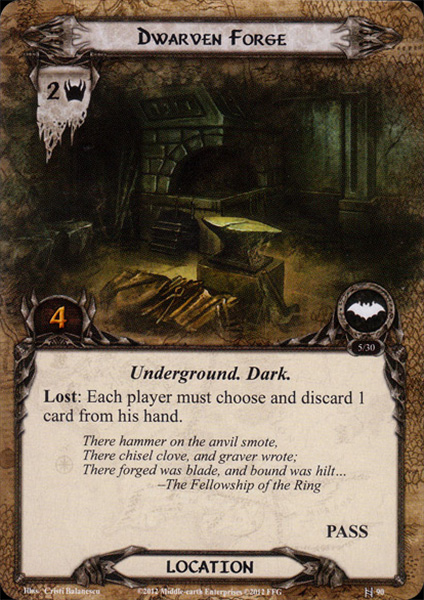 Dwarven Forge
2
4
5/30
Underground. Dark.
Lost: Each player must choose and discard 1
card from his hand.
There hammer on the anvil smote,
There chisel clove, and graver wrote;
There forged was blade, and bound was hilt...
–The Fellowship of the Ring
PASS
Location
Illus. Cristi Balanescu ©2012 Middle-earth Enterprises ©2012 FFG 90